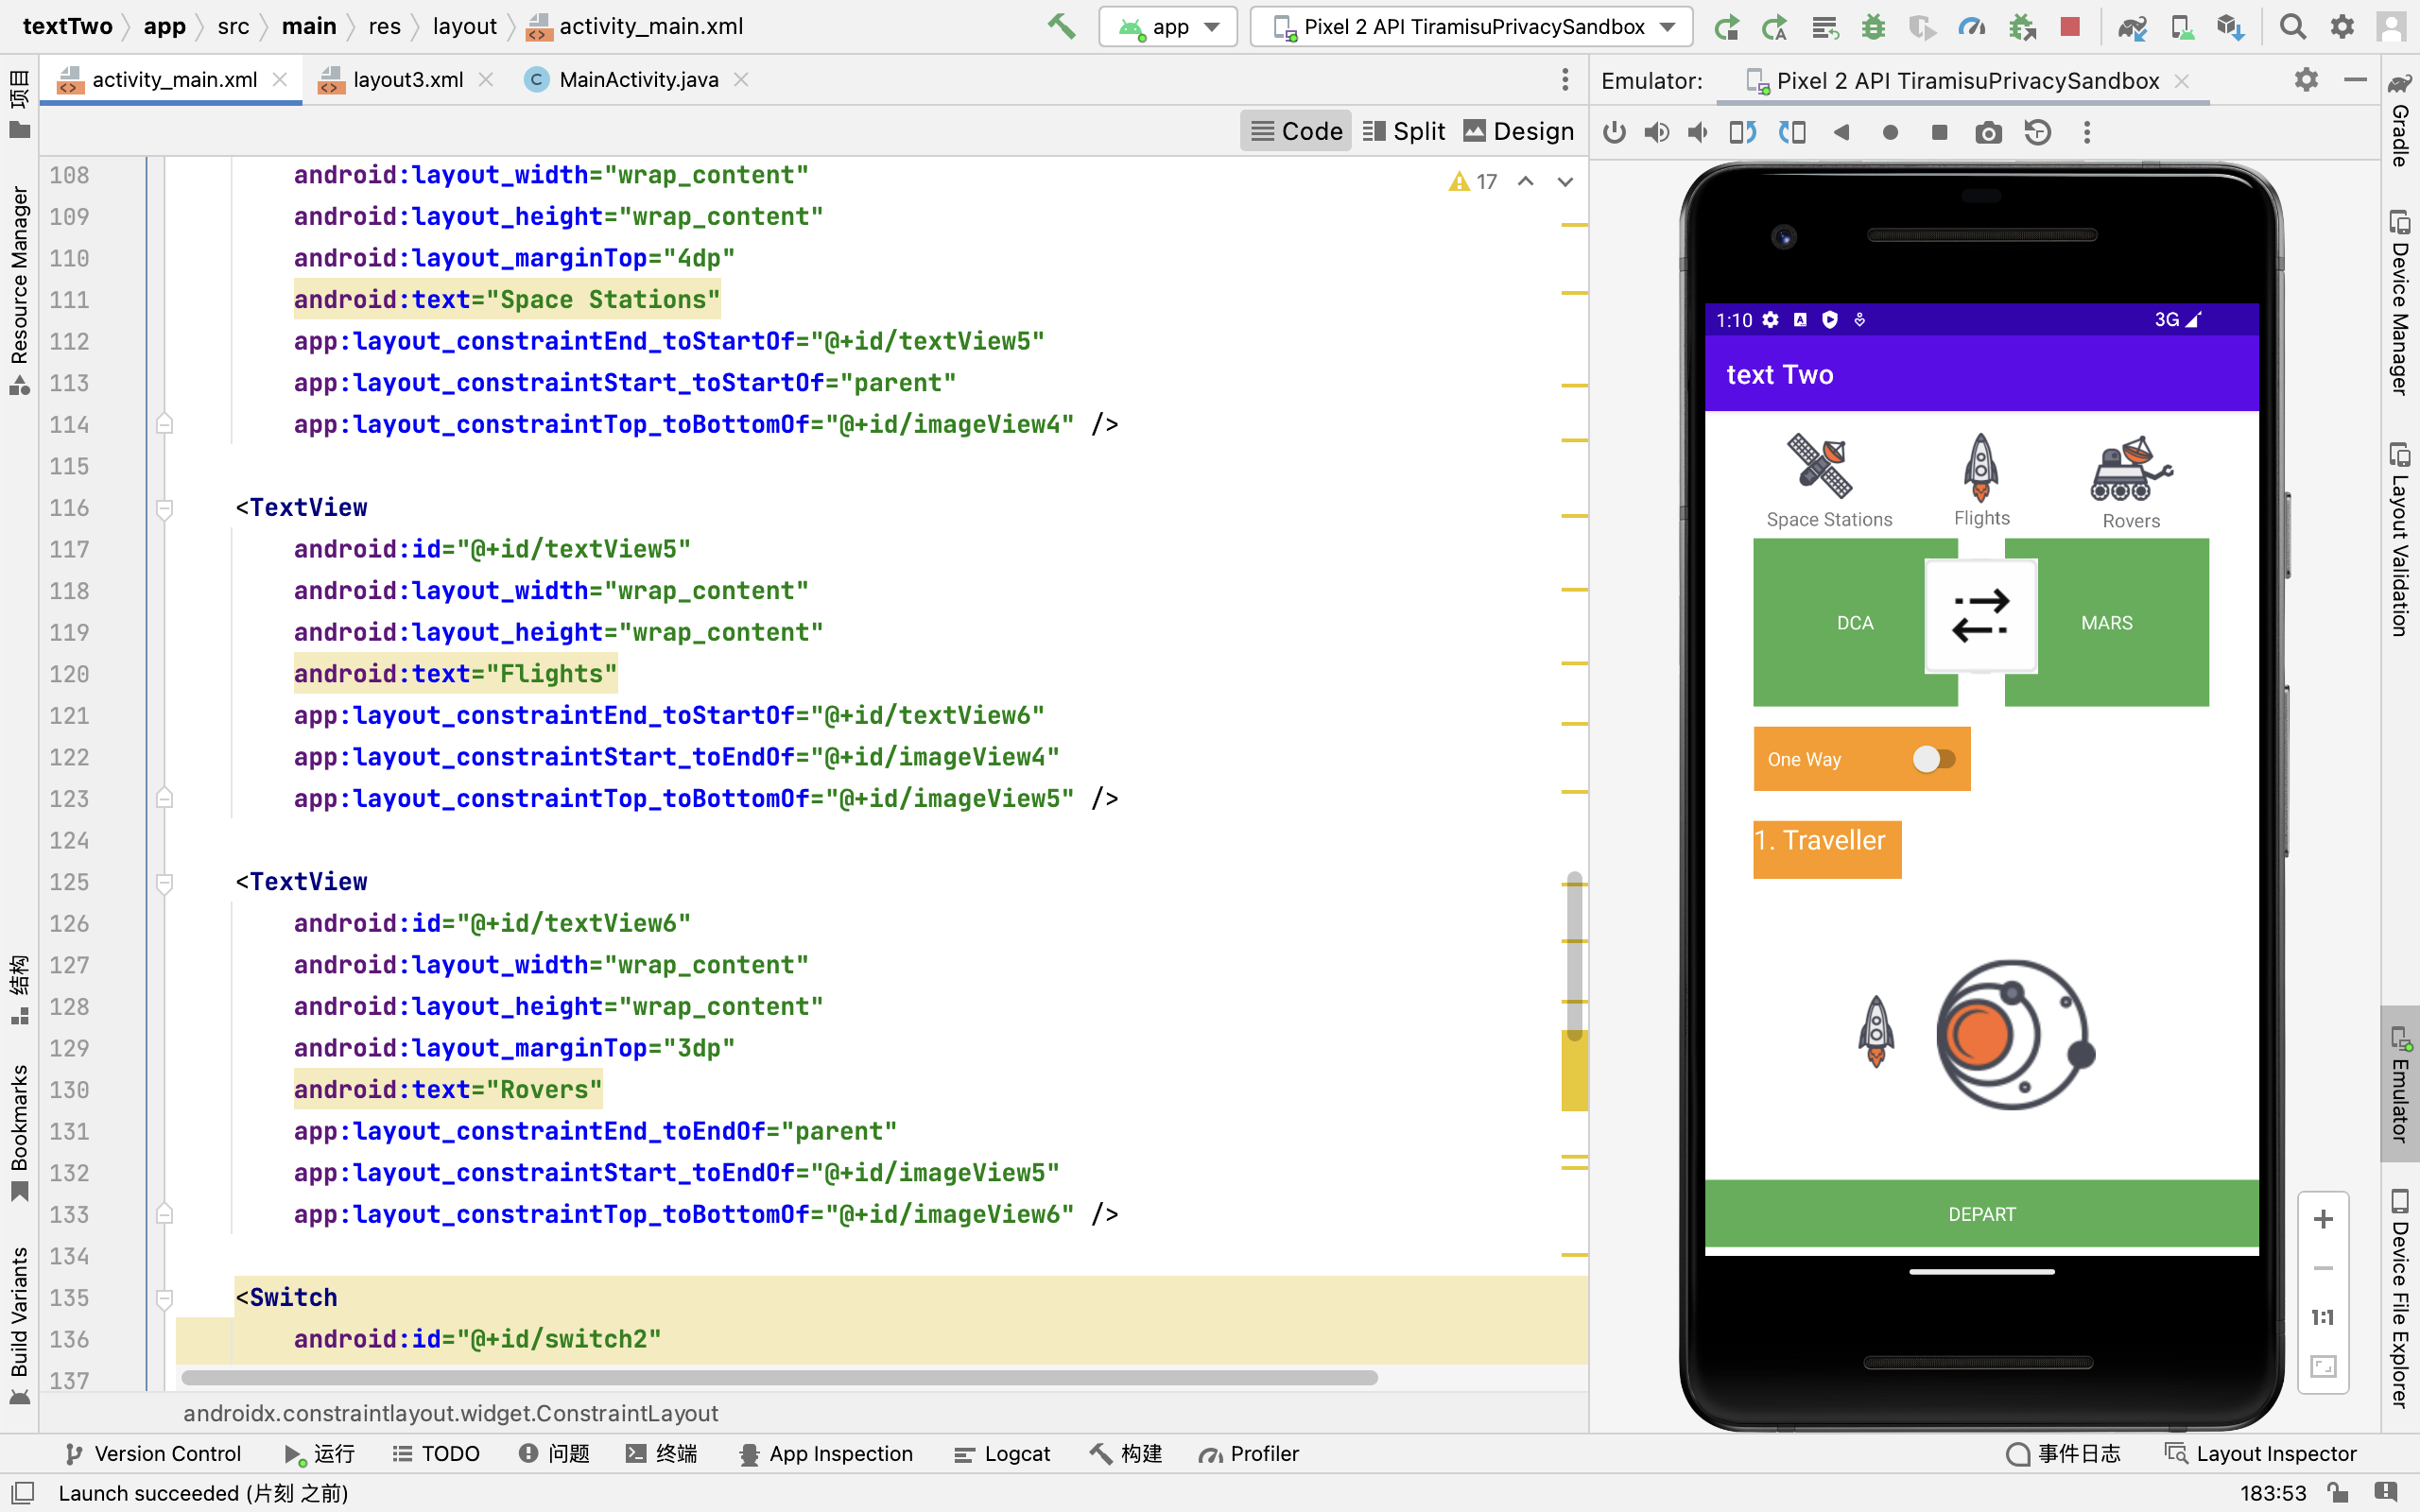 textTwo app src main res layout activity_main.xml app Pixel 2 API TiramisuPrivacySandbox
activity_main.xml layout3.xml MainActivity.java
Emulator: Pixel 2 API TiramisuPrivacySandbox
Code Split Design
17
108 android:layout_width="wrap_content"
109 android:layout_height="wrap_content"
110 android:layout_marginTop="4dp"
111 android:text="Space Stations"
112 app:layout_constraintEnd_toStartOf="@+id/textView5"
113 app:layout_constraintStart_toStartOf="parent"
114 app:layout_constraintTop_toBottomOf="@+id/imageView4" />
115
116 <TextView
117 android:id="@+id/textView5"
118 android:layout_width="wrap_content"
119 android:layout_height="wrap_content"
120 android:text="Flights"
121 app:layout_constraintEnd_toStartOf="@+id/textView6"
122 app:layout_constraintStart_toEndOf="@+id/imageView4"
123 app:layout_constraintTop_toBottomOf="@+id/imageView5" />
124
125 <TextView
126 android:id="@+id/textView6"
127 android:layout_width="wrap_content"
128 android:layout_height="wrap_content"
129 android:layout_marginTop="3dp"
130 android:text="Rovers"
131 app:layout_constraintEnd_toEndOf="parent"
132 app:layout_constraintStart_toEndOf="@+id/imageView5"
133 app:layout_constraintTop_toBottomOf="@+id/imageView6" />
134
135 <Switch
136 android:id="@+id/switch2"
137
androidx.constraintlayout.widget.ConstraintLayout
项目
Resource Manager
结构
Bookmarks
Build Variants
1:10 3G
text Two
Space Stations Flights Rovers
DCA MARS
One Way
1. Traveller
DEPART
1:1
Gradle
Device Manager
Layout Validation
Emulator
Device File Explorer
Version Control 运行 TODO 问题 终端 App Inspection Logcat 构建 Profiler 事件日志 Layout Inspector
Launch succeeded (片刻 之前) 183:53